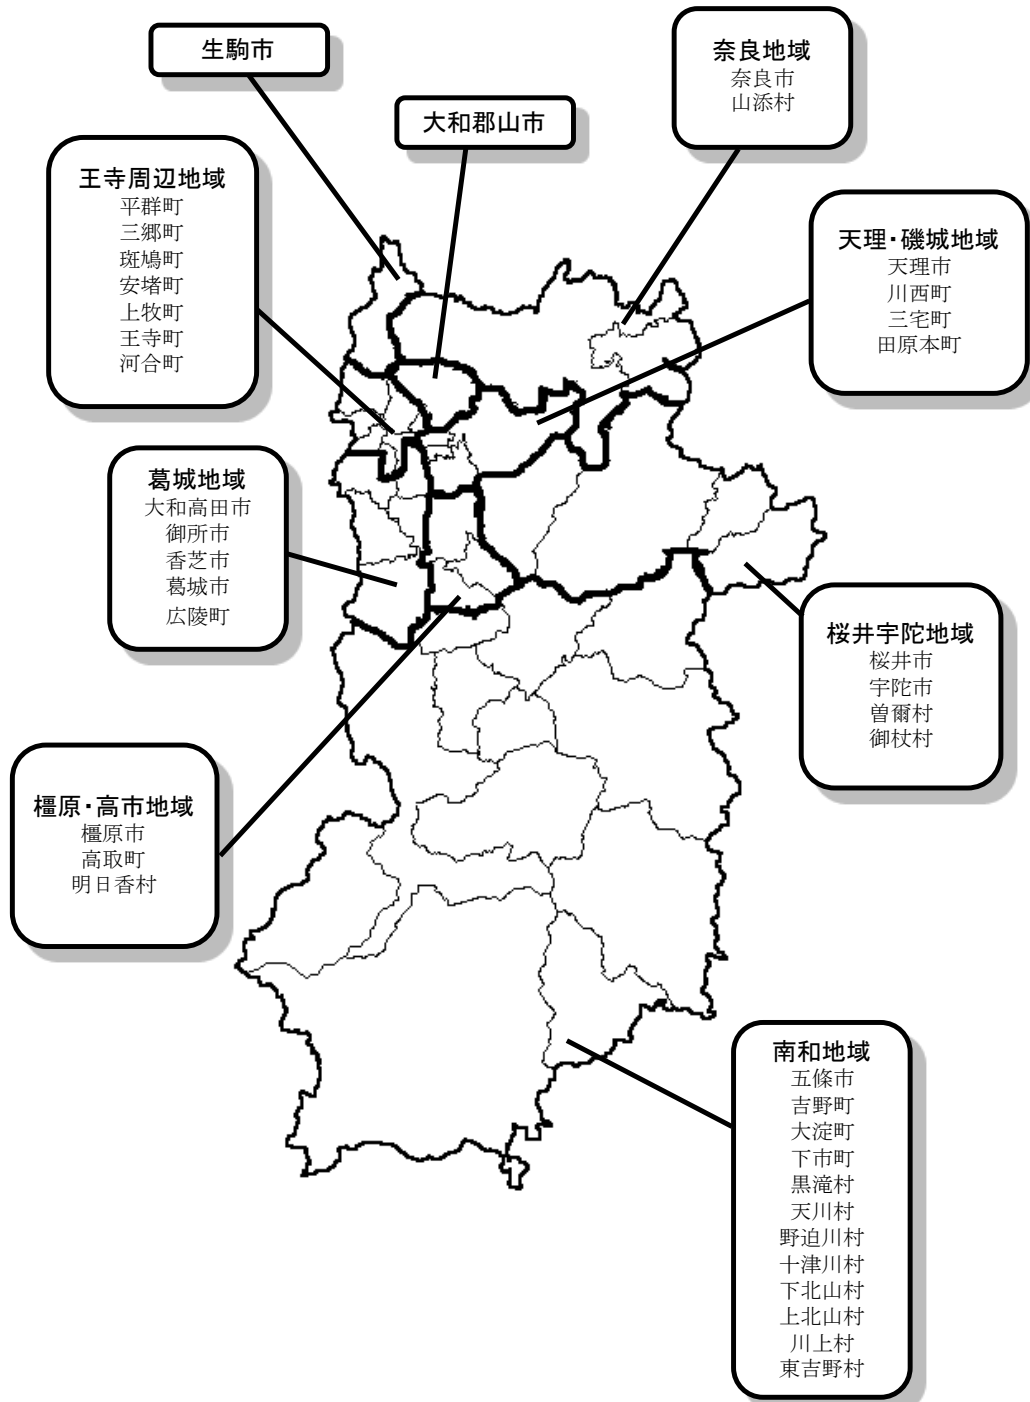 生駒市
奈良地域
奈良市
山添村
大和郡山市
王寺周辺地域
平群町
三郷町
斑鳩町
安堵町
上牧町
王寺町
河合町
天理・磯城地域
天理市
川西町
三宅町
田原本町
葛城地域
大和高田市
御所市
香芝市
葛城市
広陵町
桜井宇陀地域
桜井市
宇陀市
曽爾村
御杖村
橿原・高市地域
橿原市
高取町
明日香村
南和地域
五條市
吉野町
大淀町
下市町
黒滝村
天川村
野迫川村
十津川村
下北山村
上北山村
川上村
東吉野村